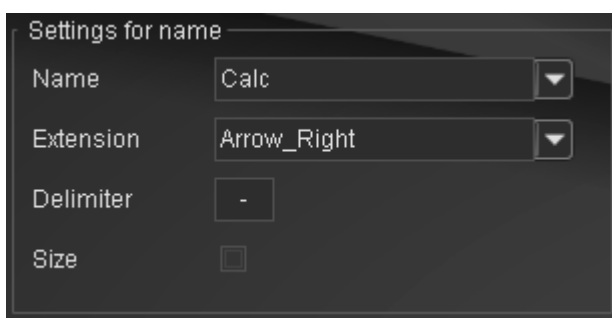 Settings for name
Name Calc
Extension Arrow_Right
Delimiter -
Size